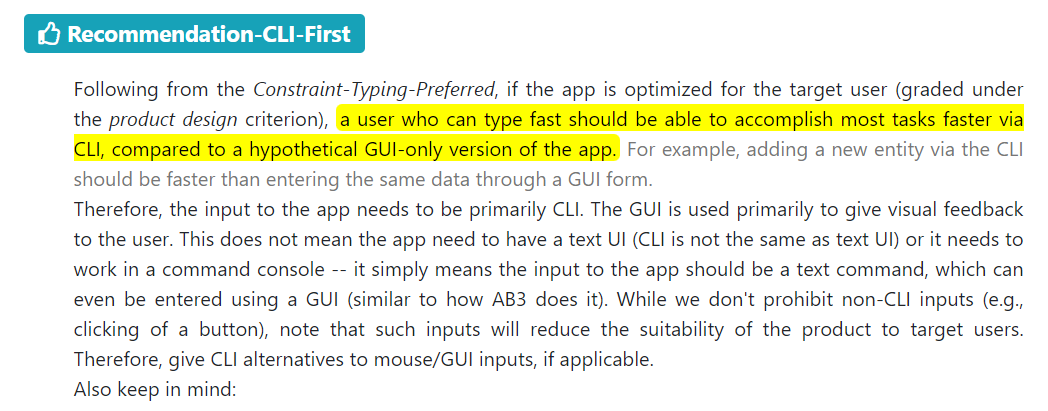 Recommendation-CLI-First
Following from the Constraint-Typing-Preferred, if the app is optimized for the target user (graded under
the product design criterion), a user who can type fast should be able to accomplish most tasks faster via
CLI, compared to a hypothetical GUI-only version of the app. For example, adding a new entity via the CLI
should be faster than entering the same data through a GUI form.
Therefore, the input to the app needs to be primarily CLI. The GUI is used primarily to give visual feedback
to the user. This does not mean the app need to have a text UI (CLI is not the same as text UI) or it needs to
work in a command console -- it simply means the input to the app should be a text command, which can
even be entered using a GUI (similar to how AB3 does it). While we don't prohibit non-CLI inputs (e.g.,
clicking of a button), note that such inputs will reduce the suitability of the product to target users.
Therefore, give CLI alternatives to mouse/GUI inputs, if applicable.
Also keep in mind: